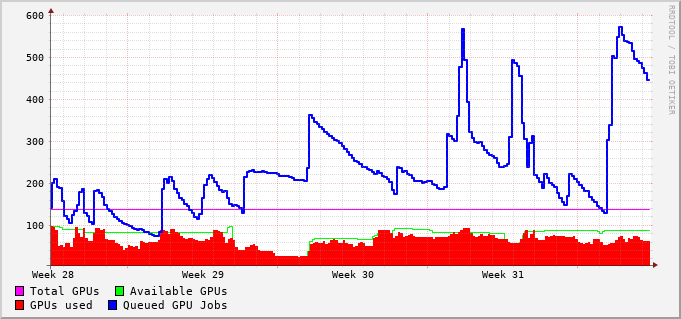 600
500
400
300
200
100
Week 28 Week 29 Week 30 Week 31
Total GPUs Available GPUs
GPUs used Queued GPU Jobs
RRDTOOL / TOBI OETIKER